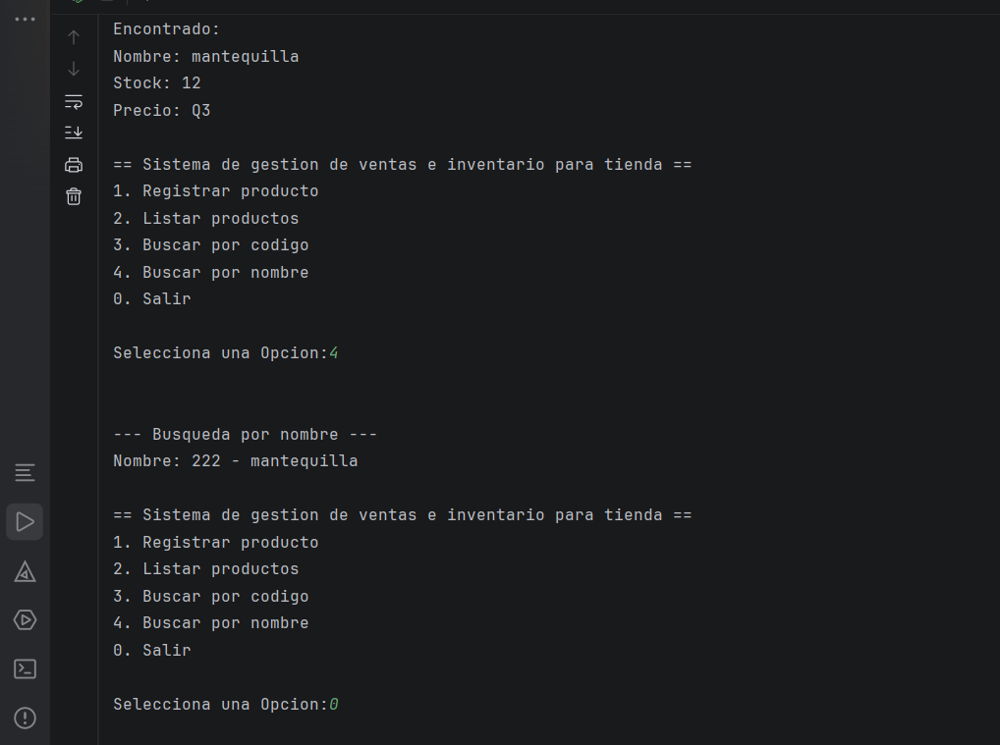 Encontrado:
Nombre: mantequilla
Stock: 12
Precio: Q3
== Sistema de gestion de ventas e inventario para tienda ==
1. Registrar producto
2. Listar productos
3. Buscar por codigo
4. Buscar por nombre
0. Salir
Selecciona una Opcion:4
--- Busqueda por nombre ---
Nombre: 222 - mantequilla
== Sistema de gestion de ventas e inventario para tienda ==
1. Registrar producto
2. Listar productos
3. Buscar por codigo
4. Buscar por nombre
0. Salir
Selecciona una Opcion:0